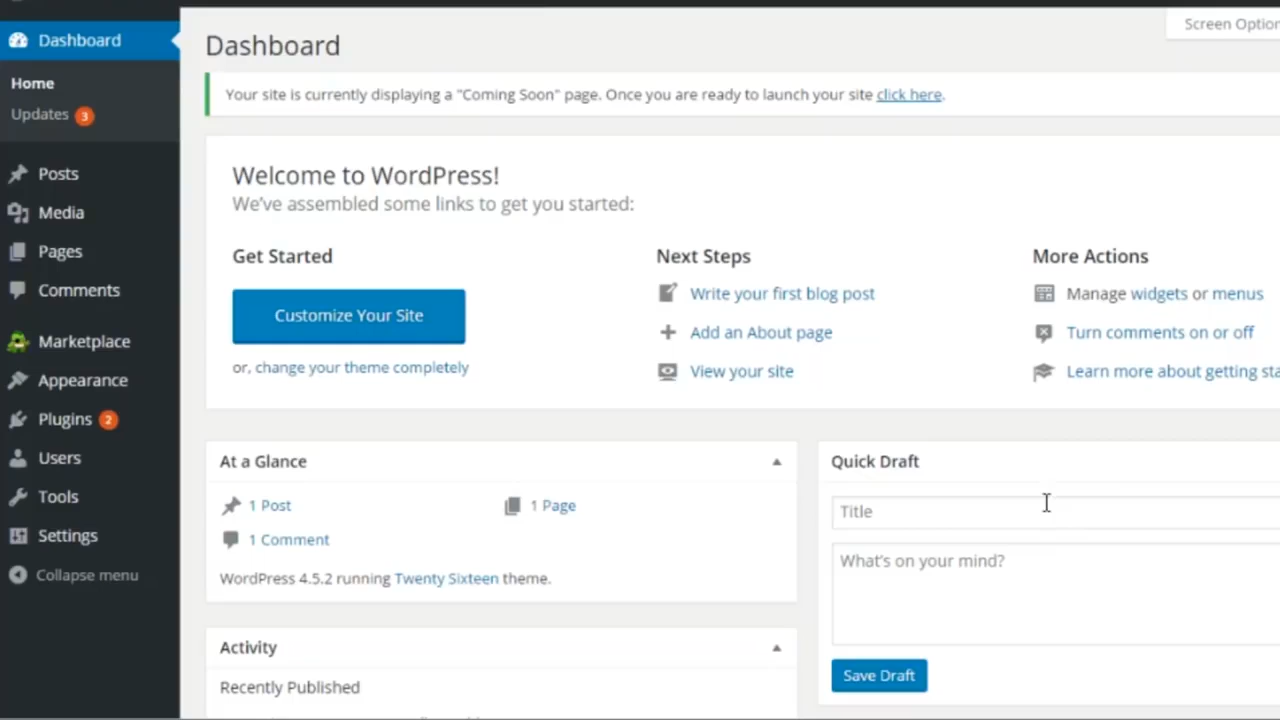 Dashboard
Home
Updates 3
Posts
Media
Pages
Comments
Marketplace
Appearance
Plugins 2
Users
Tools
Settings
Collapse menu
Dashboard
Screen Option
Your site is currently displaying a "Coming Soon" page. Once you are ready to launch your site click here.
Welcome to WordPress!
We've assembled some links to get you started:
Get Started
Customize Your Site
or, change your theme completely
Next Steps
Write your first blog post
Add an About page
View your site
More Actions
Manage widgets or menus
Turn comments on or off
Learn more about getting sta
At a Glance
1 Post
1 Page
1 Comment
WordPress 4.5.2 running Twenty Sixteen theme.
Activity
Recently Published
Quick Draft
Title
What's on your mind?
Save Draft